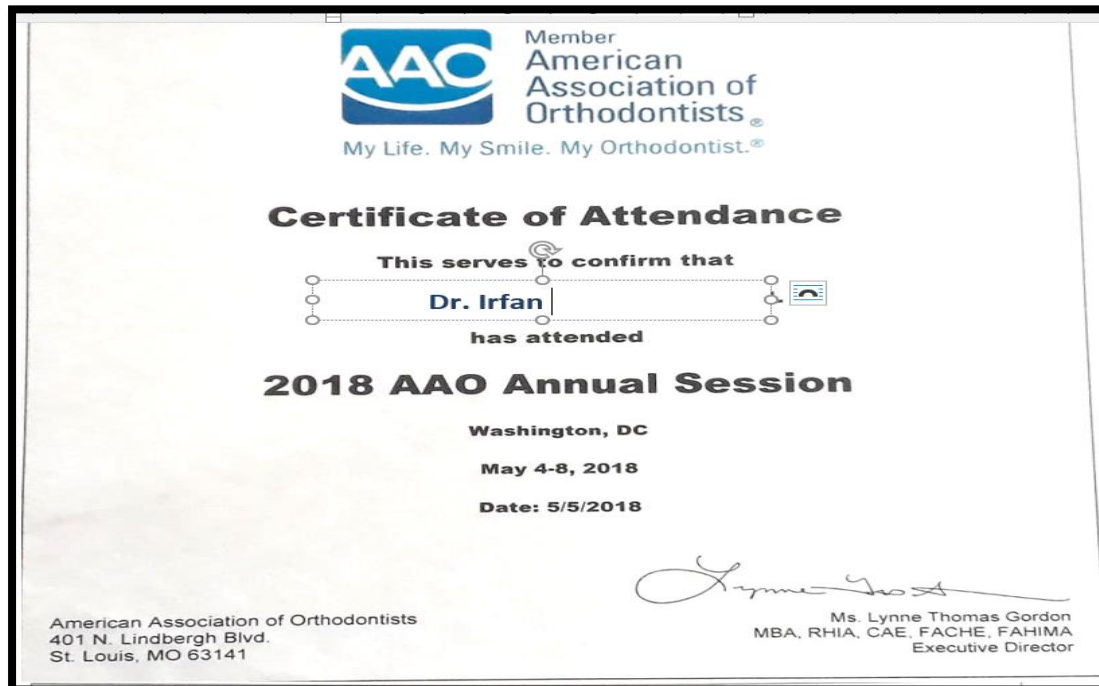 AAO
Member
American
Association of
Orthodontists®
My Life. My Smile. My Orthodontist.®
Certificate of Attendance
This serves to confirm that
Dr. Irfan
has attended
2018 AAO Annual Session
Washington, DC
May 4-8, 2018
Date: 5/5/2018
Lynne
American Association of Orthodontists
401 N. Lindbergh Blvd.
St. Louis, MO 63141
Ms. Lynne Thomas Gordon
MBA, RHIA, CAE, FACHE, FAHIMA
Executive Director